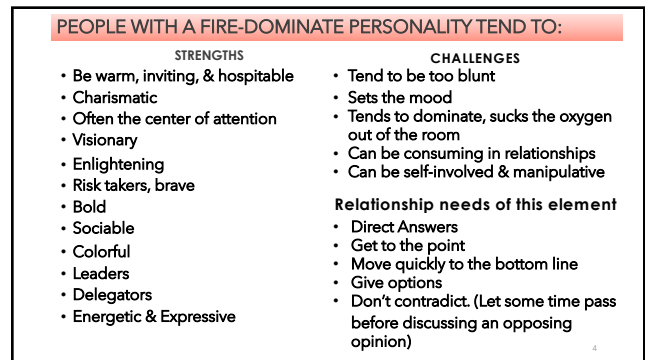 PEOPLE WITH A FIRE-DOMINATE PERSONALITY TEND TO:
STRENGTHS
• Be warm, inviting, & hospitable
• Charismatic
• Often the center of attention
• Visionary
• Enlightening
• Risk takers, brave
• Bold
• Sociable
• Colorful
• Leaders
• Delegators
• Energetic & Expressive
CHALLENGES
• Tend to be too blunt
• Sets the mood
• Tends to dominate, sucks the oxygen
out of the room
• Can be consuming in relationships
• Can be self-involved & manipulative
Relationship needs of this element
• Direct Answers
• Get to the point
• Move quickly to the bottom line
• Give options
• Don’t contradict. (Let some time pass
before discussing an opposing
opinion)
4